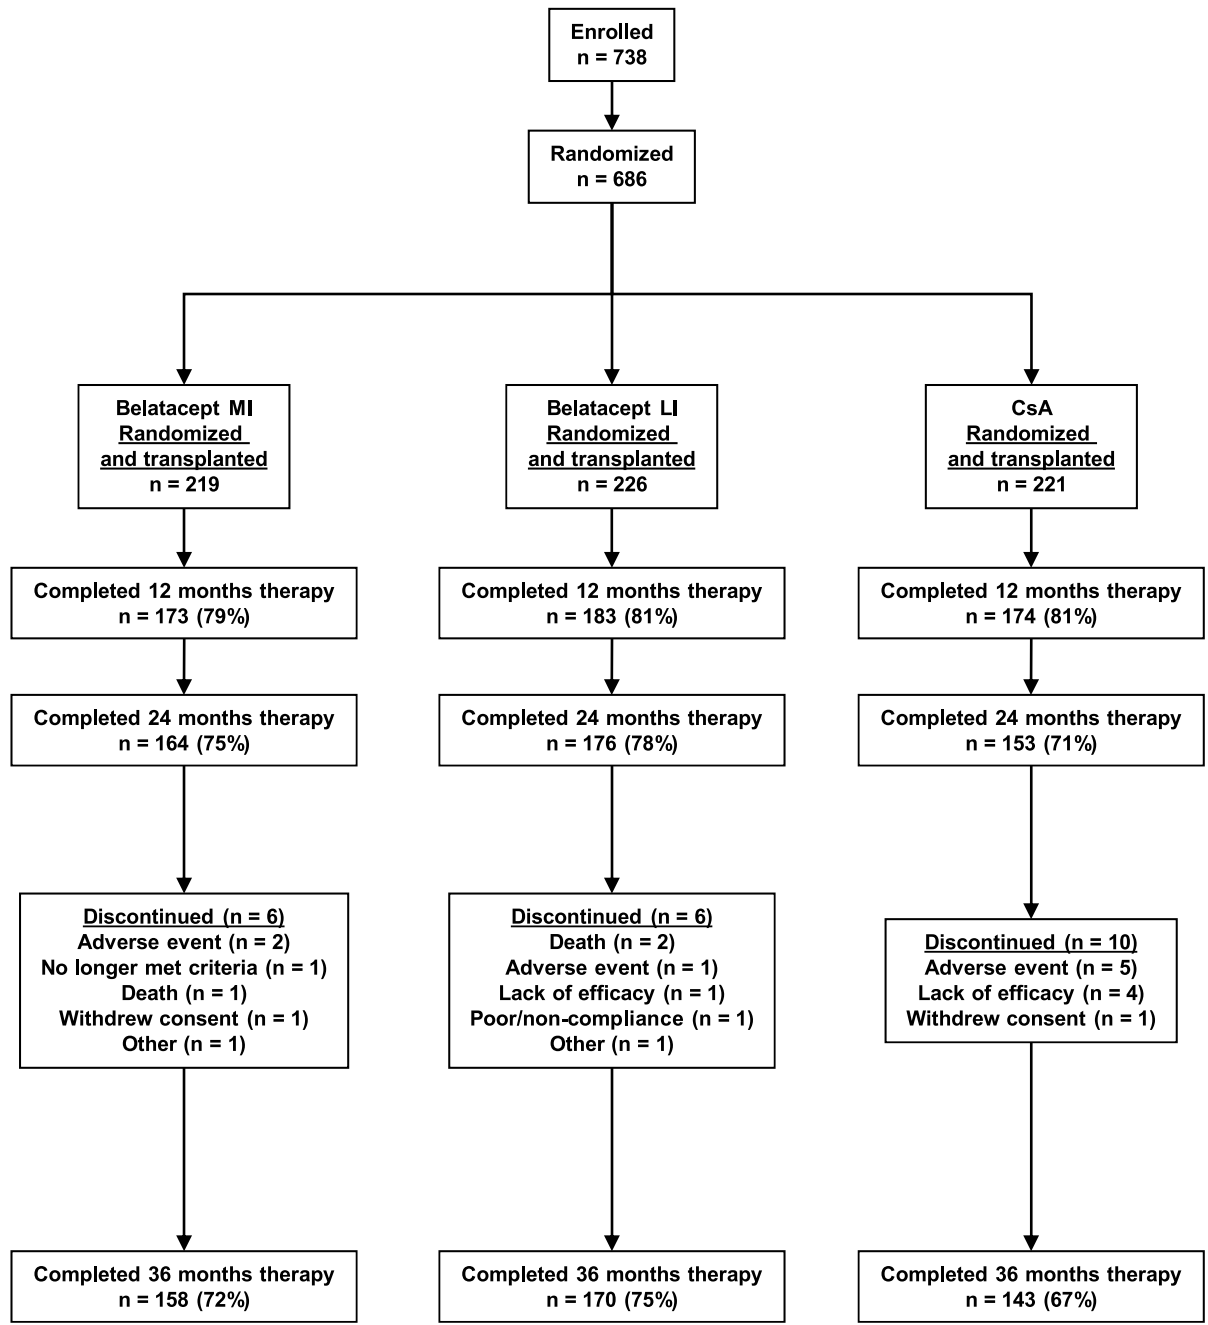 Enrolled
n = 738
Randomized
n = 686
Belatacept MI
Randomized
and transplanted
n = 219
Belatacept LI
Randomized
and transplanted
n = 226
CsA
Randomized
and transplanted
n = 221
Completed 12 months therapy
n = 173 (79%)
Completed 12 months therapy
n = 183 (81%)
Completed 12 months therapy
n = 174 (81%)
Completed 24 months therapy
n = 164 (75%)
Completed 24 months therapy
n = 176 (78%)
Completed 24 months therapy
n = 153 (71%)
Discontinued (n = 6)
Adverse event (n = 2)
No longer met criteria (n = 1)
Death (n = 1)
Withdrew consent (n = 1)
Other (n = 1)
Discontinued (n = 6)
Death (n = 2)
Adverse event (n = 1)
Lack of efficacy (n = 1)
Poor/non-compliance (n = 1)
Other (n = 1)
Discontinued (n = 10)
Adverse event (n = 5)
Lack of efficacy (n = 4)
Withdrew consent (n = 1)
Completed 36 months therapy
n = 158 (72%)
Completed 36 months therapy
n = 170 (75%)
Completed 36 months therapy
n = 143 (67%)